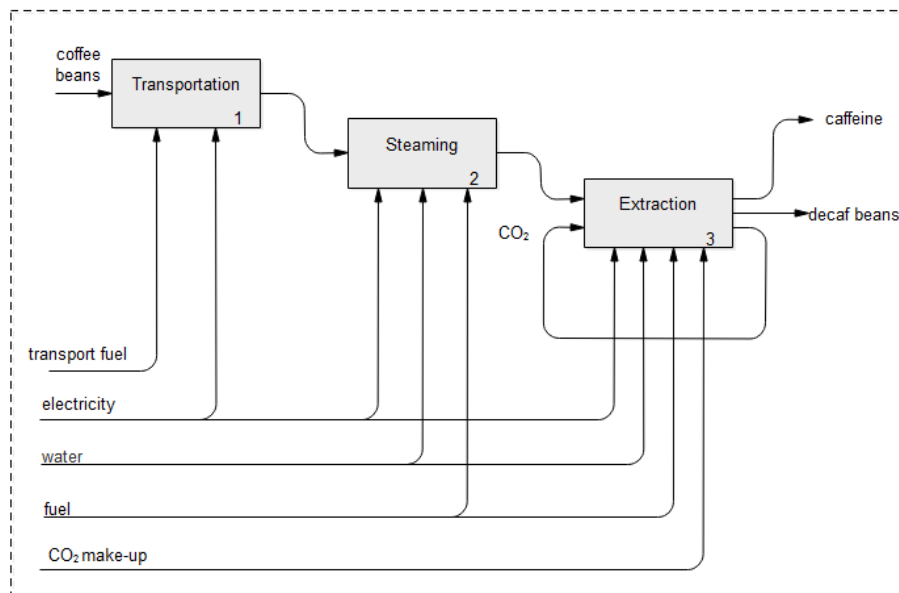 coffee
beans
Transportation
1
Steaming
2
Extraction
3
caffeine
decaf beans
CO₂
transport fuel
electricity
water
fuel
CO₂ make-up